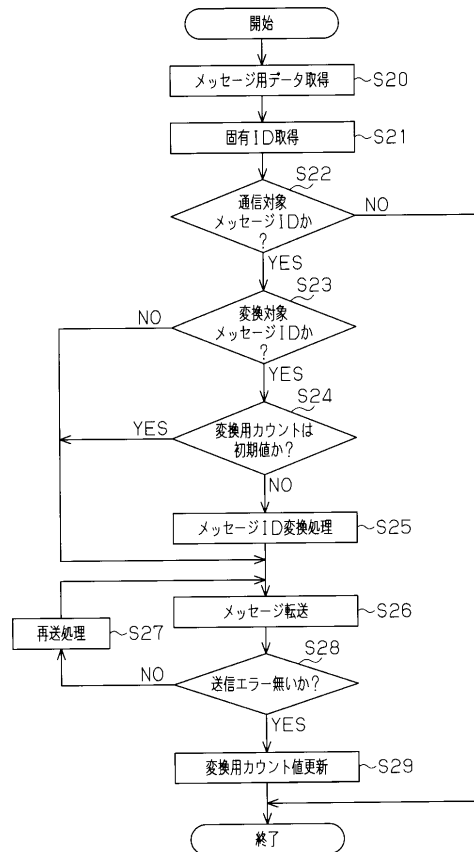 開始
メッセージ用データ取得
S20
固有ID取得
S21
S22
通信対象
メッセージIDか
?
NO
YES
S23
変換対象
メッセージIDか
?
NO
YES
S24
変換用カウントは
初期値か?
YES
NO
メッセージID変換処理
S25
メッセージ転送
S26
再送処理
S27
S28
送信エラー無いか?
NO
YES
変換用カウント値更新
S29
終了